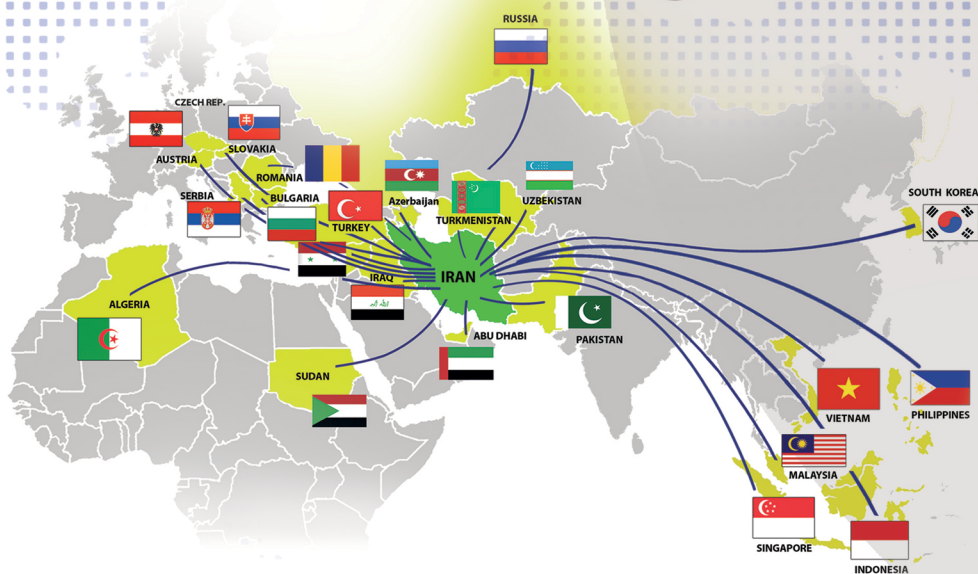 RUSSIA
CZECH REP.
SLOVAKIA
AUSTRIA
ROMANIA
SERBIA
BULGARIA
Azerbaijan
UZBEKISTAN
SOUTH KOREA
TURKEY
TURKMENISTAN
IRAQ
IRAN
ALGERIA
ABU DHABI
PAKISTAN
SUDAN
VIETNAM
PHILIPPINES
MALAYSIA
SINGAPORE
INDONESIA